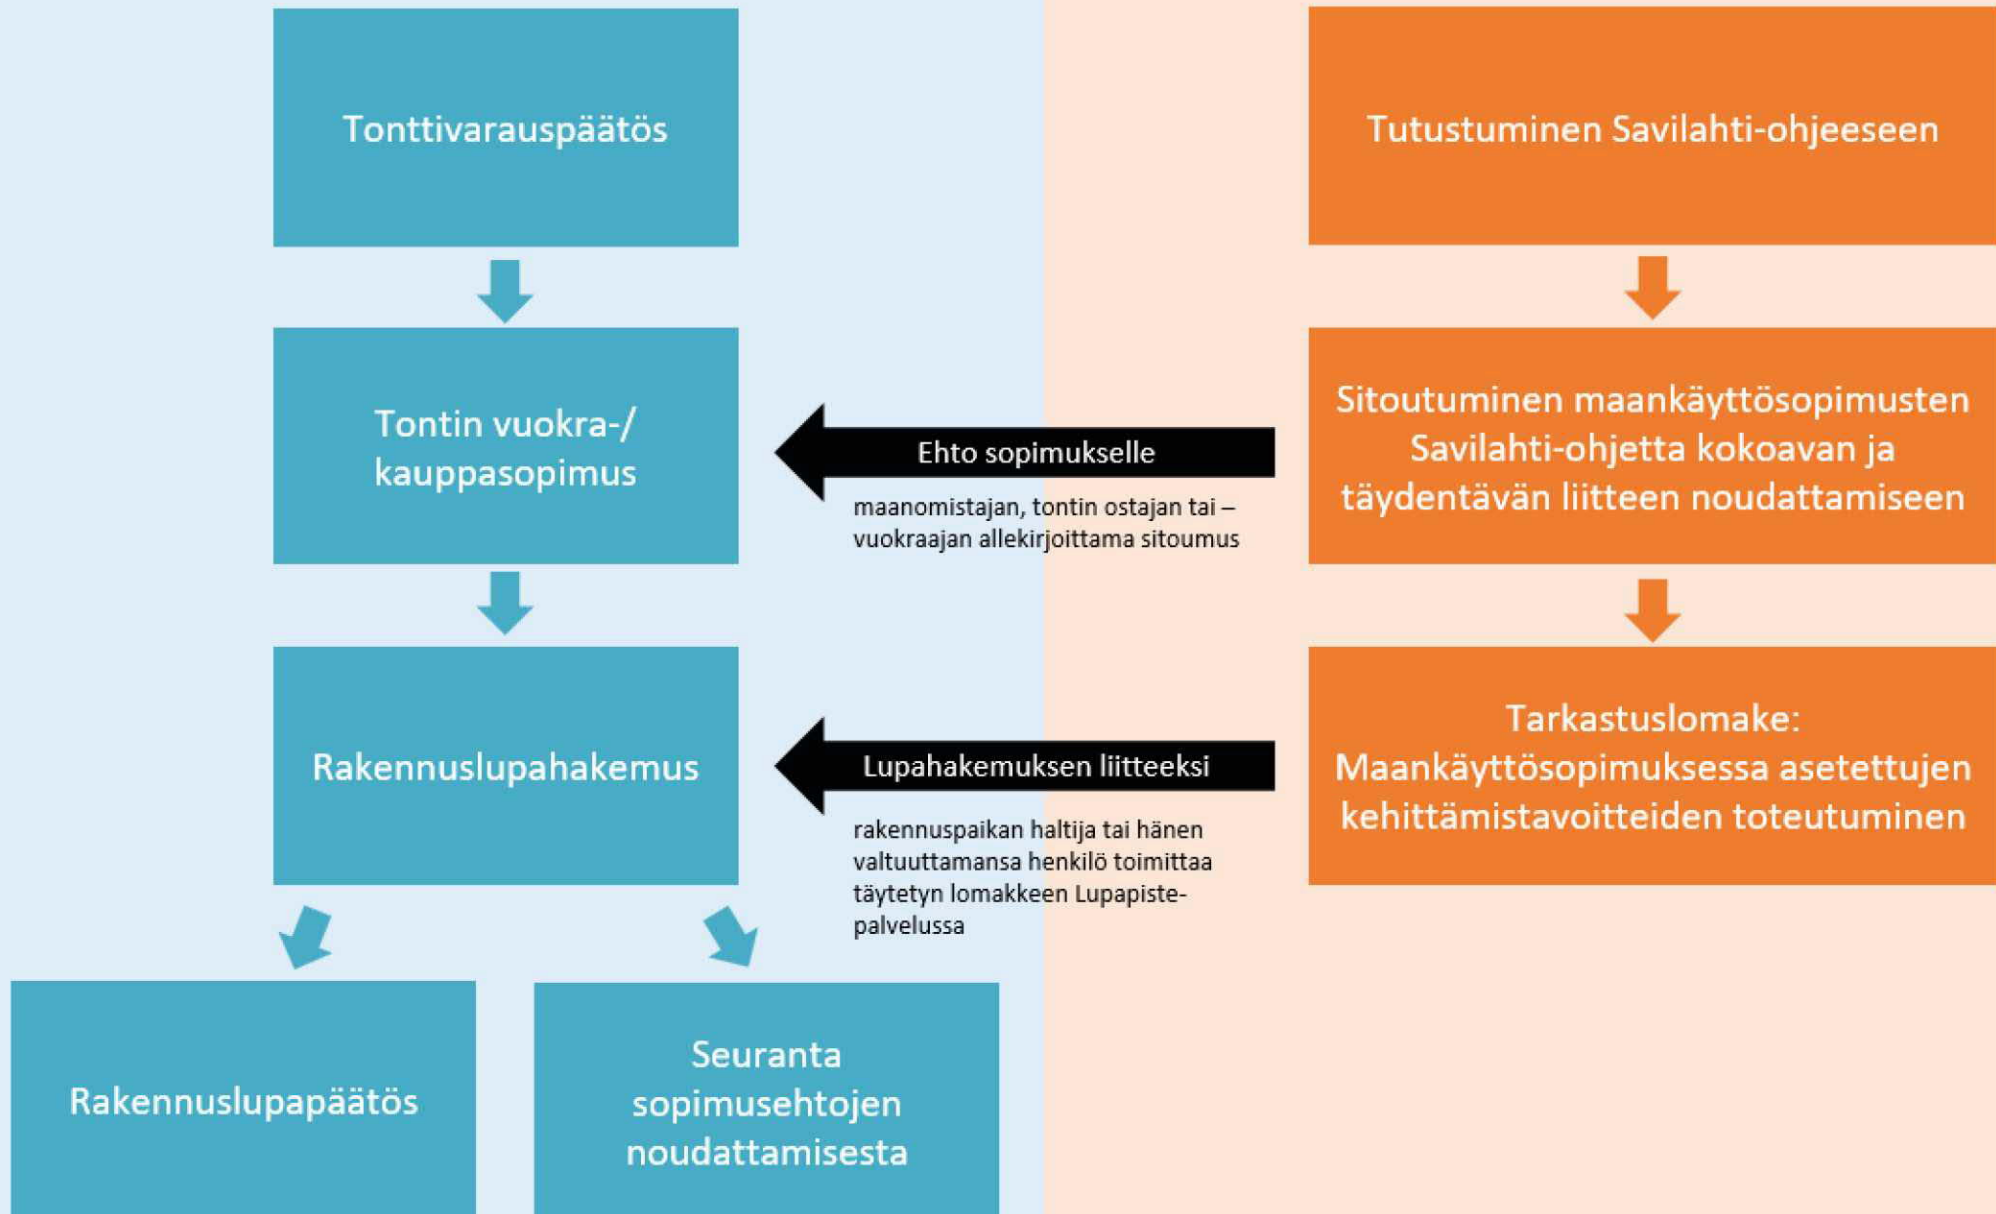 Tonttivarauspäätös
Tutustuminen Savilahti-ohjeeseen
Tontin vuokra-/
kauppasopimus
Ehto sopimukselle
maanomistajan, tontin ostajan tai –
vuokraajan allekirjoittama sitoumus
Sitoutuminen maankäyttösopimusten
Savilahti-ohjetta kokoavan ja
täydentävän liitteen noudattamiseen
Rakennuslupahakemus
Lupahakemuksen liitteeksi
rakennuspaikan haltija tai hänen
valtuuttamansa henkilö toimittaa
täytetyn lomakkeen Lupapiste-
palvelussa
Tarkastuslomake:
Maankäyttösopimuksessa asetettujen
kehittämistavoitteiden toteutuminen
Rakennuslupapäätös
Seuranta
sopimusehtojen
noudattamisesta